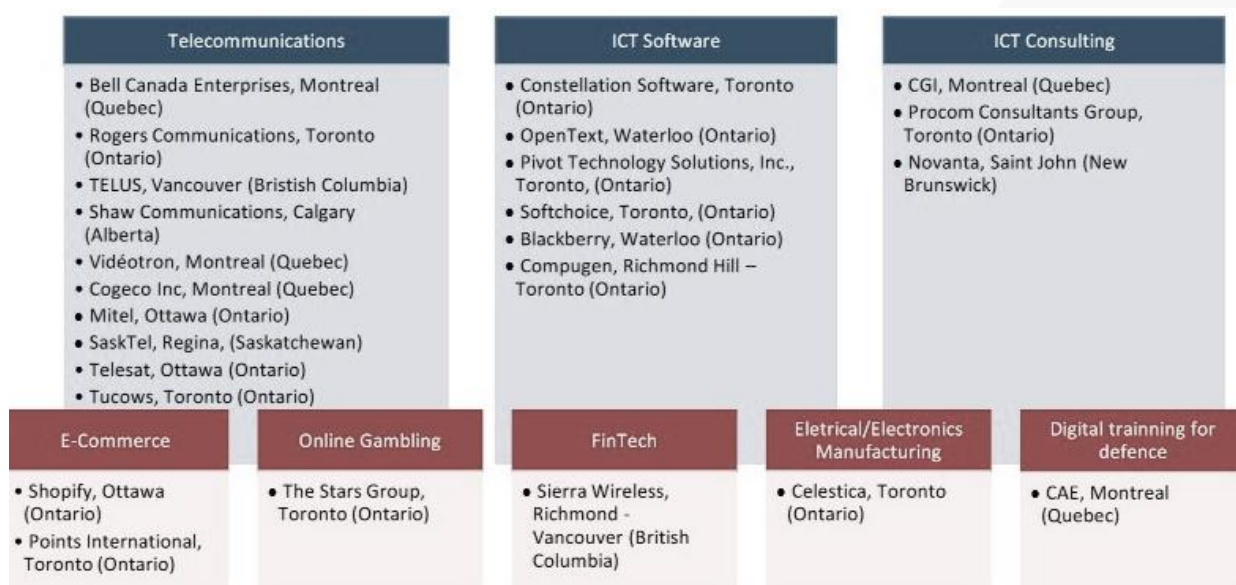 Telecommunications
• Bell Canada Enterprises, Montreal
(Quebec)
• Rogers Communications, Toronto
(Ontario)
• TELUS, Vancouver (Bristish Columbia)
• Shaw Communications, Calgary
(Alberta)
• Vidéotron, Montreal (Quebec)
• Cogeco Inc, Montreal (Quebec)
• Mitel, Ottawa (Ontario)
• SaskTel, Regina, (Saskatchewan)
• Telesat, Ottawa (Ontario)
• Tucows, Toronto (Ontario)
ICT Software
• Constellation Software, Toronto
(Ontario)
• OpenText, Waterloo (Ontario)
• Pivot Technology Solutions, Inc.,
Toronto, (Ontario)
• Softchoice, Toronto, (Ontario)
• Blackberry, Waterloo (Ontario)
• Compugen, Richmond Hill –
Toronto (Ontario)
ICT Consulting
• CGI, Montreal (Quebec)
• Procom Consultants Group,
Toronto (Ontario)
• Novanta, Saint John (New
Brunswick)
E-Commerce
• Shopify, Ottawa
(Ontario)
• Points International,
Toronto (Ontario)
Online Gambling
• The Stars Group,
Toronto (Ontario)
FinTech
• Sierra Wireless,
Richmond -
Vancouver (British
Columbia)
Eletrical/Electronics
Manufacturing
• Celestica, Toronto
(Ontario)
Digital trainning for
defence
• CAE, Montreal
(Quebec)